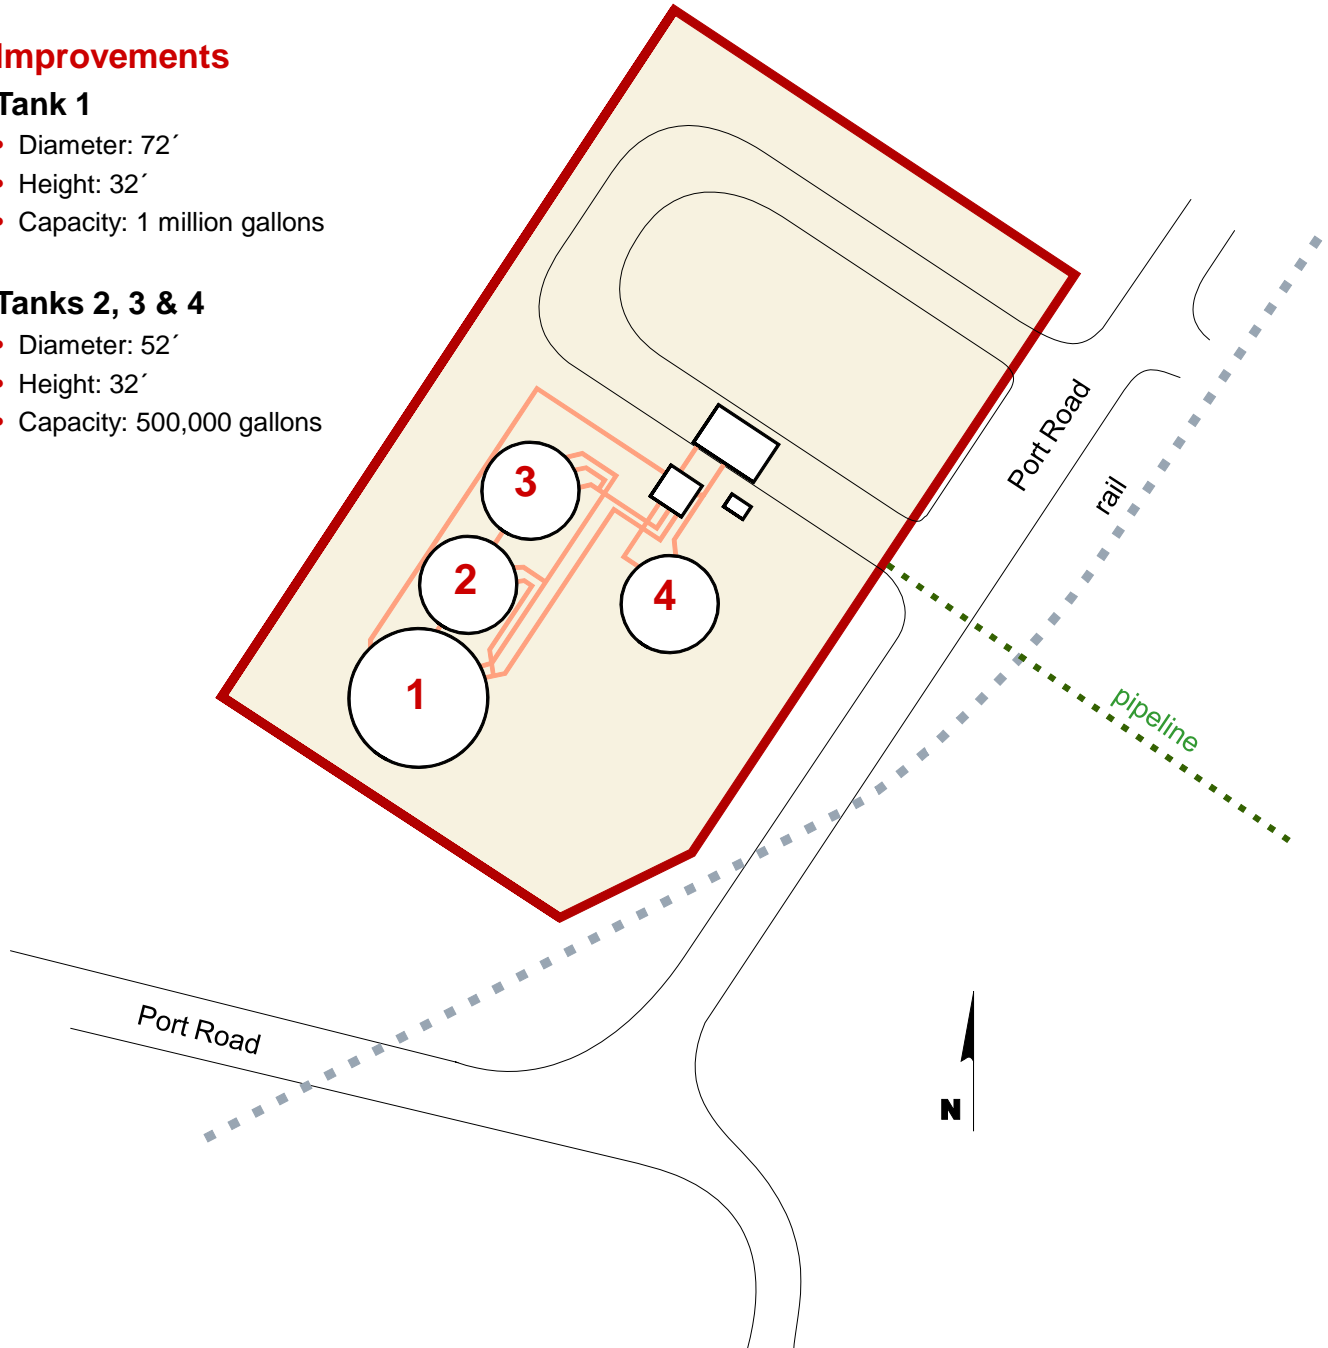 Improvements
Tank 1
• Diameter: 72´
• Height: 32´
• Capacity: 1 million gallons
Tanks 2, 3 & 4
• Diameter: 52´
• Height: 32´
• Capacity: 500,000 gallons
3
2
4
1
Port Road
rail
pipeline
Port Road
N